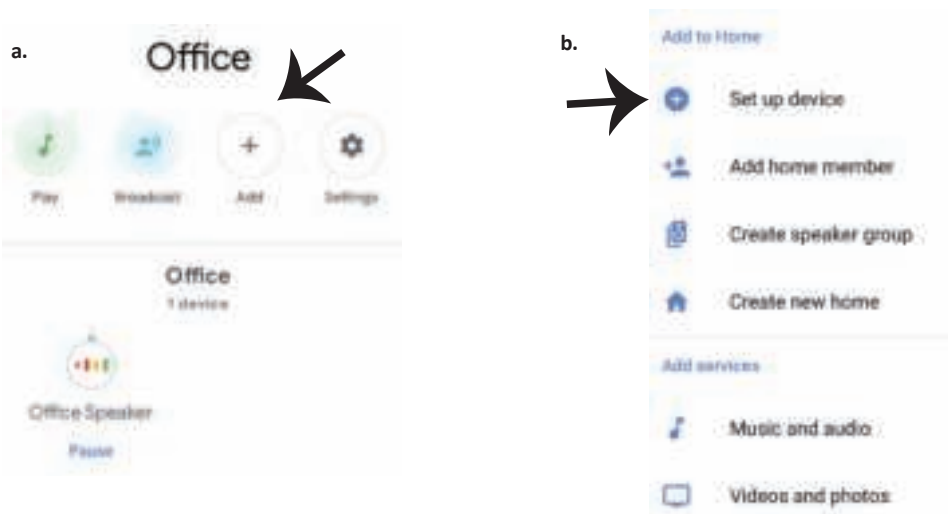 a.
Office
Play
Broadcast
Add
Settings
Office
1 device
Office Speaker
Pause
b.
Add to Home
Set up device
Add home member
Create speaker group
Create new home
Add services
Music and audio
Videos and photos